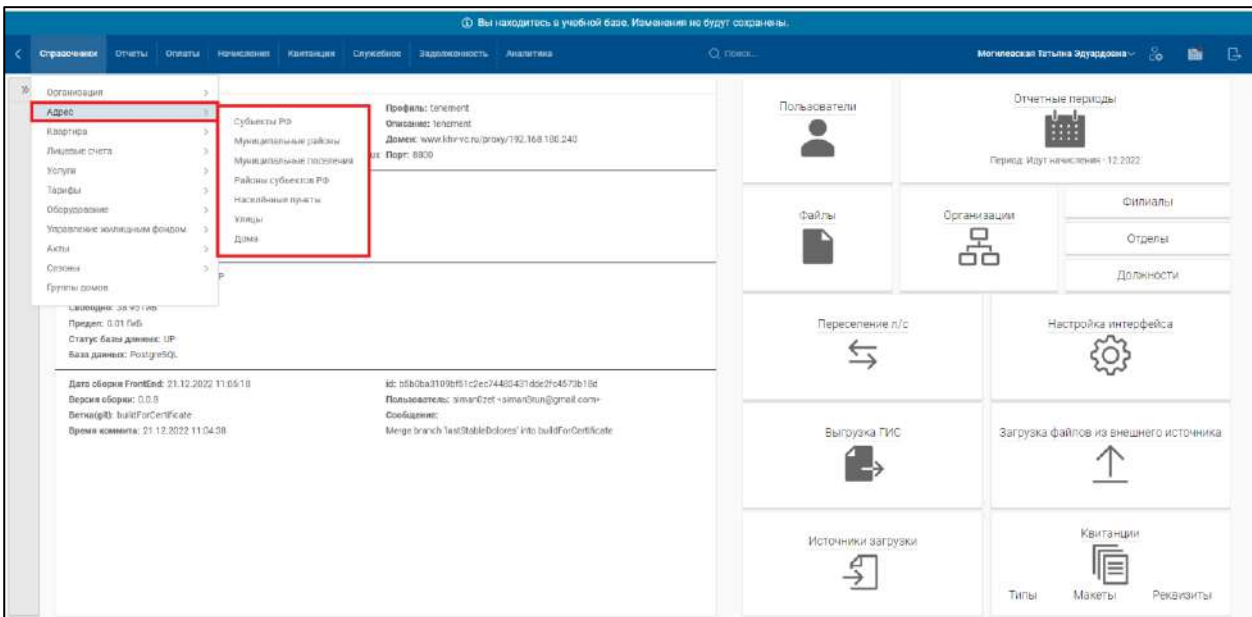 Вы находитесь в учебной базе. Изменения не будут сохранены.
Справочники Отчеты Оплаты Начисления Квитанции Служебное Задолженность Аналитика Поиск... Могилевская Татьяна Эдуардовна
Организация
Адрес
Квартира
Лицевые счета
Услуги
Тарифы
Оборудование
Управление жилищным фондом
Акты
Сезоны
Группы домов
Субъекты РФ
Муниципальные районы
Муниципальные поселения
Районы субъектов РФ
Населённые пункты
Улицы
Дома
Профиль: tenement
Описание: tenement
Домен: www.khv-vc.ru/proxy/192.168.180.240
Порт: 8800
Предел: 0.01 ГиБ
Статус базы данных: UP
База данных: PostgreSQL
Дата сборки FrontEnd: 21.12.2022 11:05:18
Версия сборки: 0.0.8
Ветка(git): buildForCertificate
Время коммита: 21.12.2022 11:04:38
Сообщение:
Merge branch 'lastStableDolores' into buildForCertificate
Пользователи
Отчетные периоды
Период: Идут начисления - 12.2022
Файлы
Организации
Филиалы
Отделы
Должности
Переселение л/с
Настройка интерфейса
Выгрузка ГИС
Загрузка файлов из внешнего источника
Источники загрузки
Квитанции
Типы Макеты Реквизиты